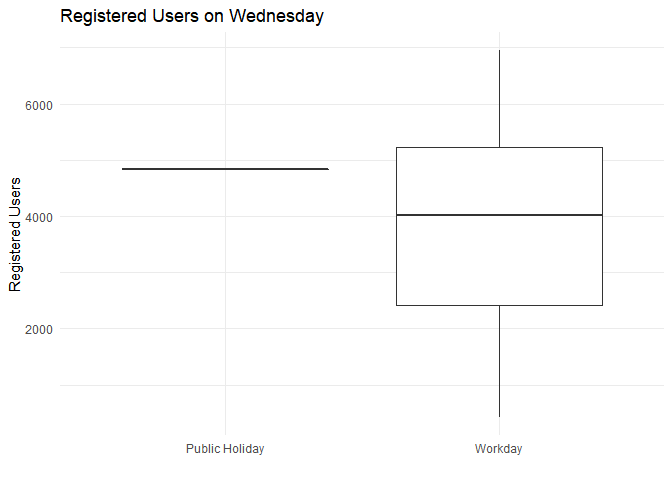 Registered Users on Wednesday
Registered Users
6000
4000
2000
Public Holiday
Workday